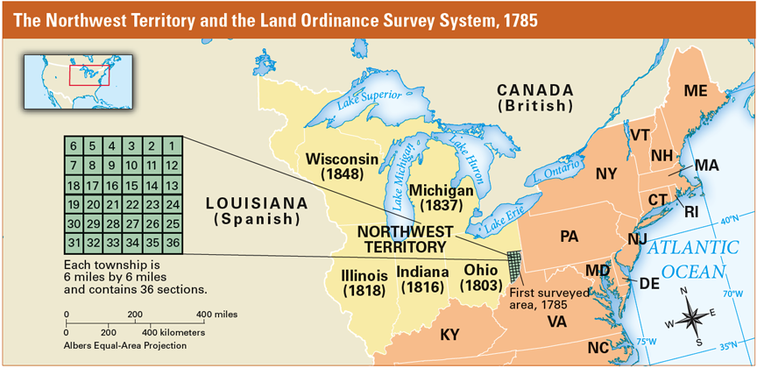 The Northwest Territory and the Land Ordinance Survey System, 1785
CANADA
(British)
Lake Superior
ME
6 5 4 3 2 1
7 8 9 10 11 12
18 17 16 15 14 13
19 20 21 22 23 24
30 29 28 27 26 25
31 32 33 34 35 36
Each township is
6 miles by 6 miles
and contains 36 sections.
0 200 400 miles
0 200 400 kilometers
Albers Equal-Area Projection
LOUISIANA
(Spanish)
Wisconsin
(1848)
Lake Michigan
Lake Huron
Michigan
(1837)
L. Ontario
Lake Erie
VT
NH
MA
NY
CT
RI
NORTHWEST
TERRITORY
PA
NJ
40°N
ATLANTIC
OCEAN
Illinois
(1818)
Indiana
(1816)
Ohio
(1803)
First surveyed
area, 1785
MD
DE
70°W
N
W E
S
KY
VA
NC
75°W
35°N